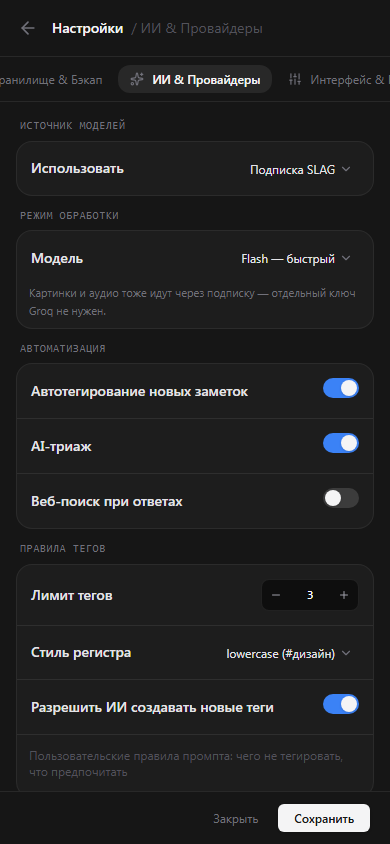 Настройки / ИИ & Провайдеры
ранилище & Бэкап ИИ & Провайдеры Интерфейс &
ИСТОЧНИК МОДЕЛЕЙ
Использовать Подписка SLAG
РЕЖИМ ОБРАБОТКИ
Модель Flash — быстрый
Картинки и аудио тоже идут через подписку — отдельный ключ
Groq не нужен.
АВТОМАТИЗАЦИЯ
Автотегирование новых заметок
AI-триаж
Веб-поиск при ответах
ПРАВИЛА ТЕГОВ
Лимит тегов − 3 +
Стиль регистра lowercase (#дизайн)
Разрешить ИИ создавать новые теги
Пользовательские правила промпта: чего не тегировать,
что предпочитать
Закрыть Сохранить